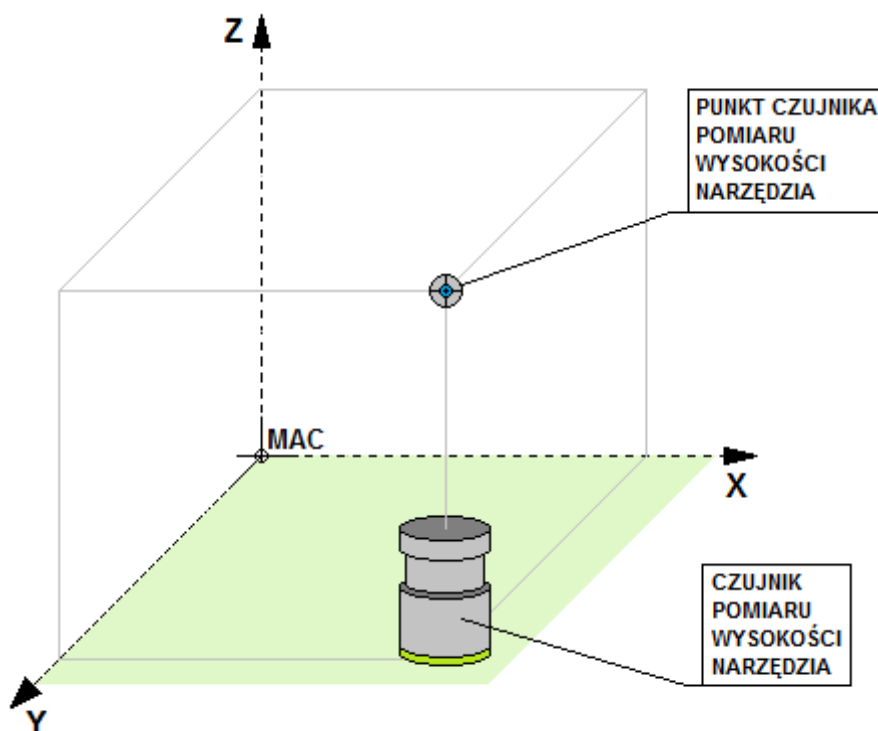 Z
PUNKT CZUJNIKA
POMIARU
WYSOKOŚCI
NARZĘDZIA
MAC
X
CZUJNIK
POMIARU
WYSOKOŚCI
NARZĘDZIA
Y